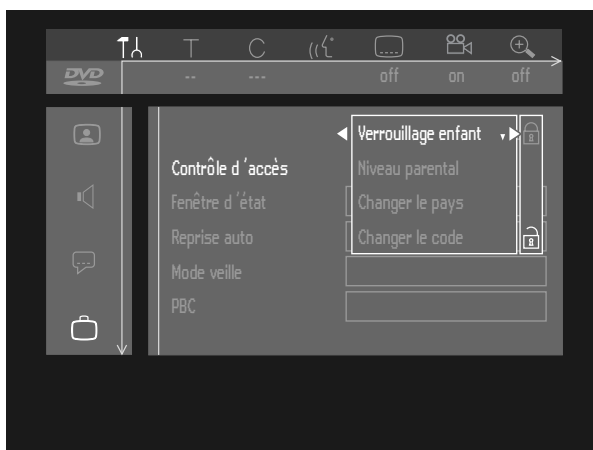 T C
DVD -- --- off on off
Verrouillage enfant
Contrôle d'accès Niveau parental
Fenêtre d'état Changer le pays
Reprise auto Changer le code
Mode veille
PBC